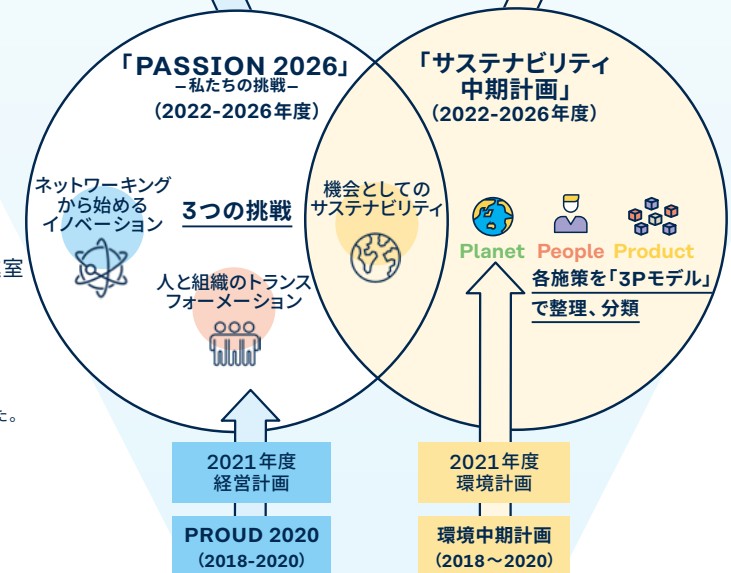 「PASSION 2026」
–私たちの挑戦–
（2022-2026年度）
「サステナビリティ
中期計画」
（2022-2026年度）
ネットワーキング
から始める
イノベーション
3つの挑戦
機会としての
サステナビリティ
人と組織のトランス
フォーメーション
Planet People Product
各施策を「3Pモデル」
で整理、分類
室
た。
2021年度
経営計画
2021年度
環境計画
PROUD 2020
（2018-2020）
環境中期計画
（2018～2020）